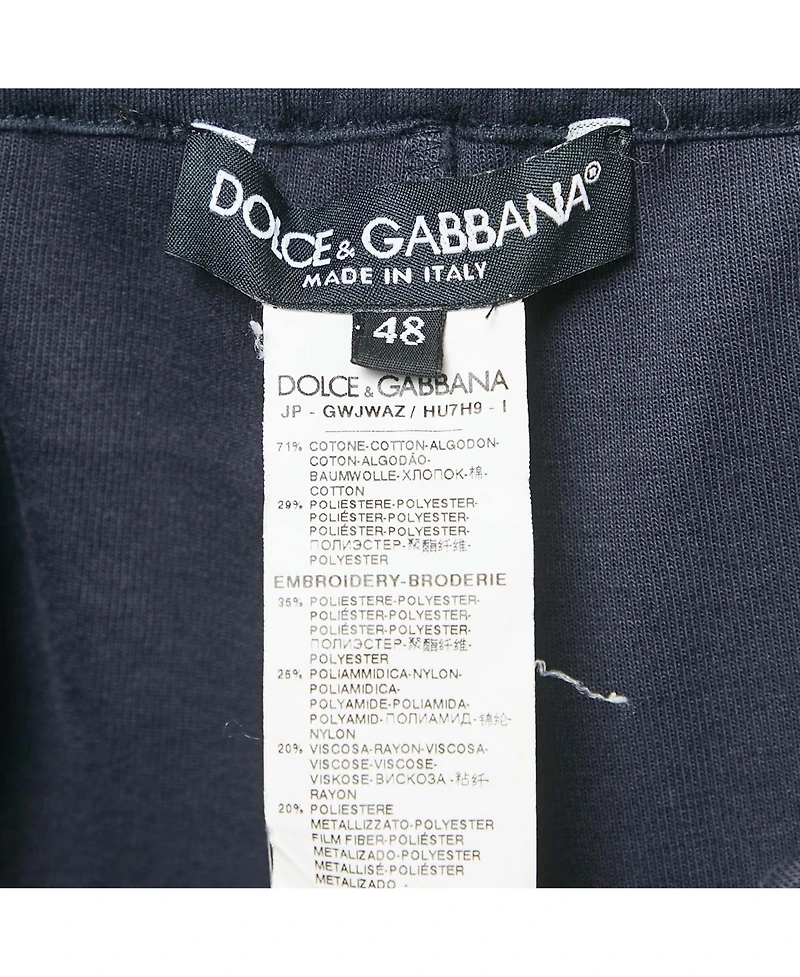 DOLCE & GABBANA®
MADE IN ITALY
48
DOLCE & GABBANA
JP - GWJWAZ / HU7H9 - I
71% COTONE-COTTON-ALGODON-
COTON-ALGODÃO-
BAUMWOLLE-ХЛОПОК-棉-
COTTON
29% POLIESTERE-POLYESTER-
POLIÉSTER-POLYESTER-
POLIÉSTER-POLYESTER-
ПОЛИЭСТЕР-聚酯纤维-
POLYESTER
EMBROIDERY-BRODERIE
35% POLIESTERE-POLYESTER-
POLIÉSTER-POLYESTER-
POLIÉSTER-POLYESTER-
ПОЛИЭСТЕР-聚酯纤维-
POLYESTER
25% POLIAMMIDICA-NYLON-
POLIAMIDICA-
POLYAMIDE-POLIAMIDA-
POLYAMID-ПОЛИАМИД-锦纶-
NYLON
20% VISCOSA-RAYON-VISCOSA-
VISCOSE-VISCOSE-
VISKOSE-ВИСКОЗА-粘纤-
RAYON
20% POLIESTERE
METALLIZZATO-POLYESTER
FILM FIBER-POLIÉSTER
METALIZADO-POLYESTER
METALLISÉ-POLIÉSTER
METALIZADO -